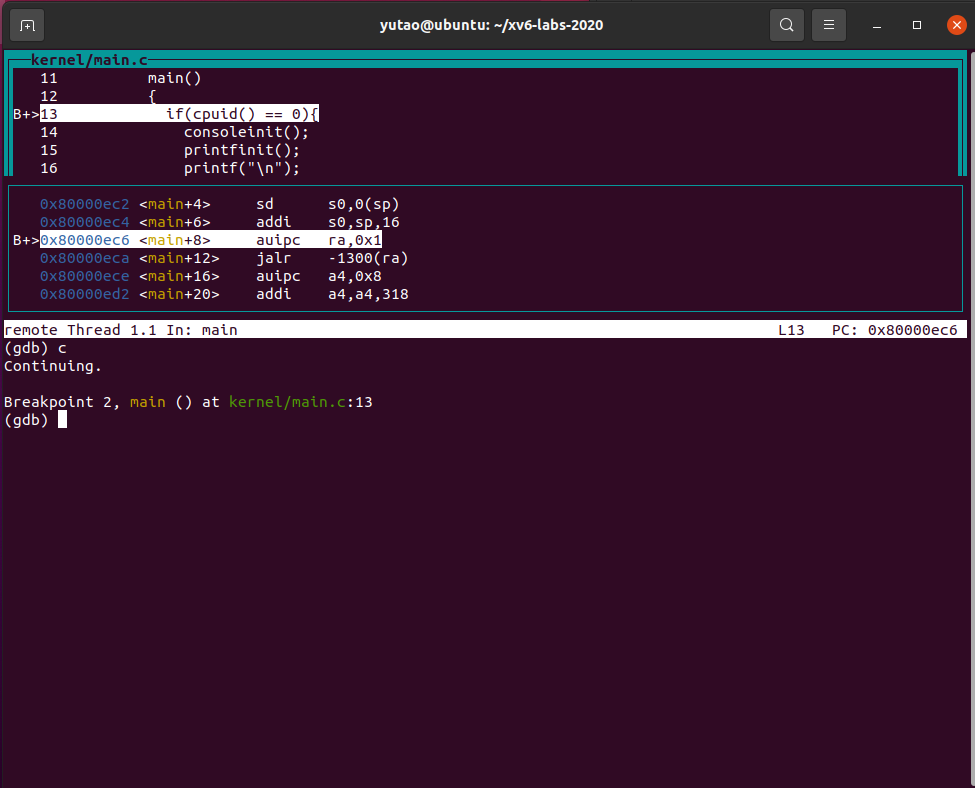 yutao@ubuntu: ~/xv6-labs-2020
kernel/main.c
11 main()
12 {
B+>13 if(cpuid() == 0){
14 consoleinit();
15 printfinit();
16 printf("\n");
0x80000ec2 <main+4> sd s0,0(sp)
0x80000ec4 <main+6> addi s0,sp,16
B+>0x80000ec6 <main+8> auipc ra,0x1
0x80000eca <main+12> jalr -1300(ra)
0x80000ece <main+16> auipc a4,0x8
0x80000ed2 <main+20> addi a4,a4,318
remote Thread 1.1 In: main L13 PC: 0x80000ec6
(gdb) c
Continuing.
Breakpoint 2, main () at kernel/main.c:13
(gdb)